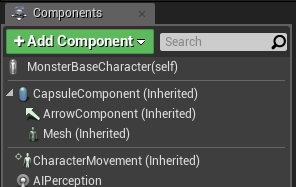 Components
+ Add Component
Search
MonsterBaseCharacter(self)
CapsuleComponent (Inherited)
ArrowComponent (Inherited)
Mesh (Inherited)
CharacterMovement (Inherited)
AIPerception